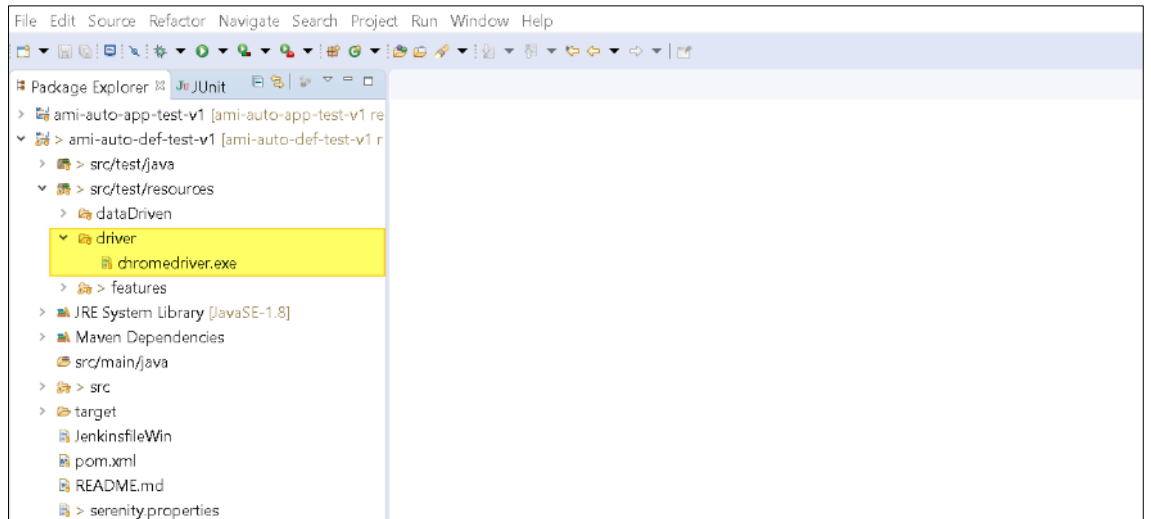 File Edit Source Refactor Navigate Search Project Run Window Help
Package Explorer JUnit
ami-auto-app-test-v1 [ami-auto-app-test-v1 re
> ami-auto-def-test-v1 [ami-auto-def-test-v1 r
> src/test/java
> src/test/resources
dataDriven
driver
chromedriver.exe
> features
JRE System Library [JavaSE-1.8]
Maven Dependencies
src/main/java
> src
target
JenkinsfileWin
pom.xml
README.md
> serenity.properties